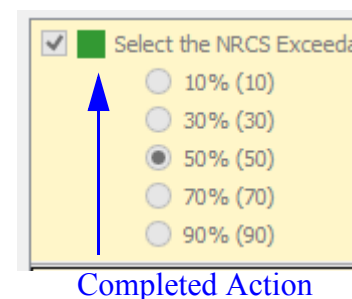 Select the NRCS Exceeda
10% (10)
30% (30)
50% (50)
70% (70)
90% (90)
Completed Action